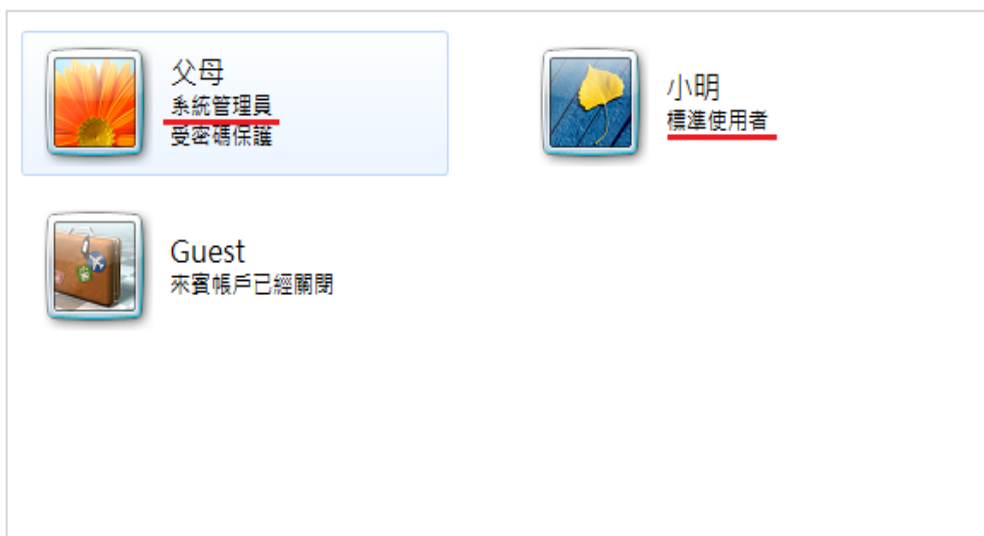 父母
系統管理員
受密碼保護
小明
標準使用者
Guest
來賓帳戶已經關閉